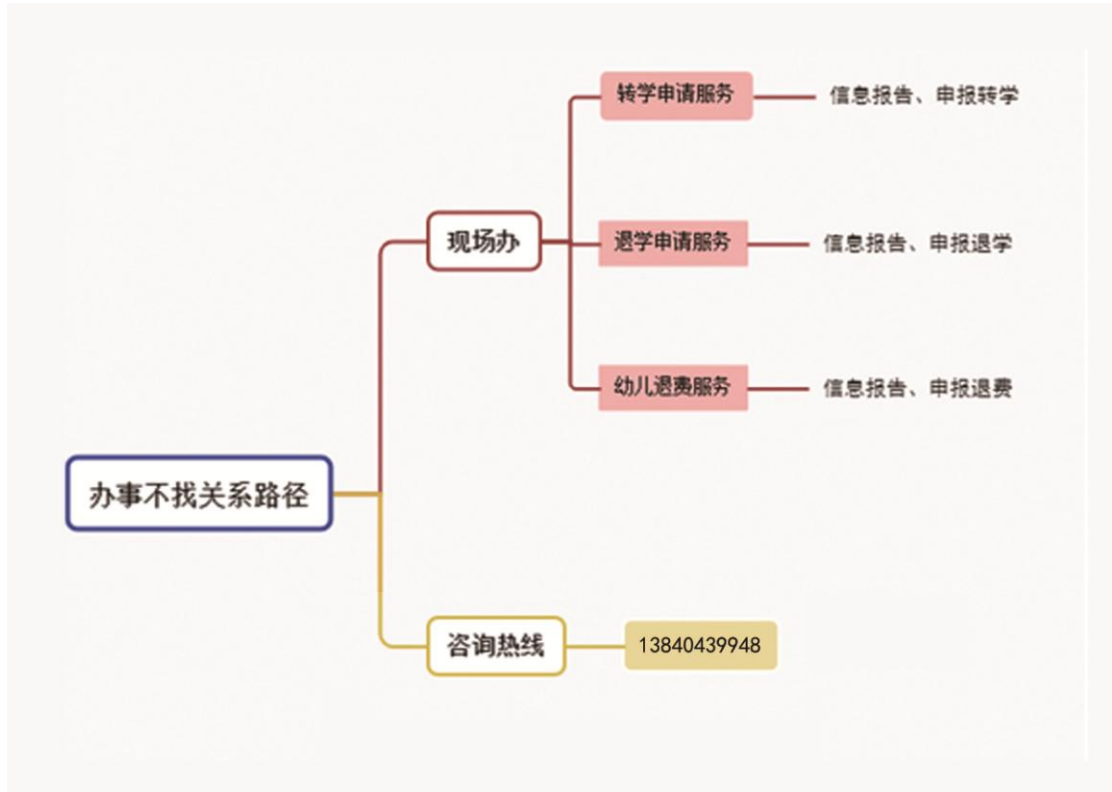 转学申请服务 信息报告、申报转学
现场办
退学申请服务 信息报告、申报退学
幼儿退费服务 信息报告、申报退费
办事不找关系路径
咨询热线 13840439948